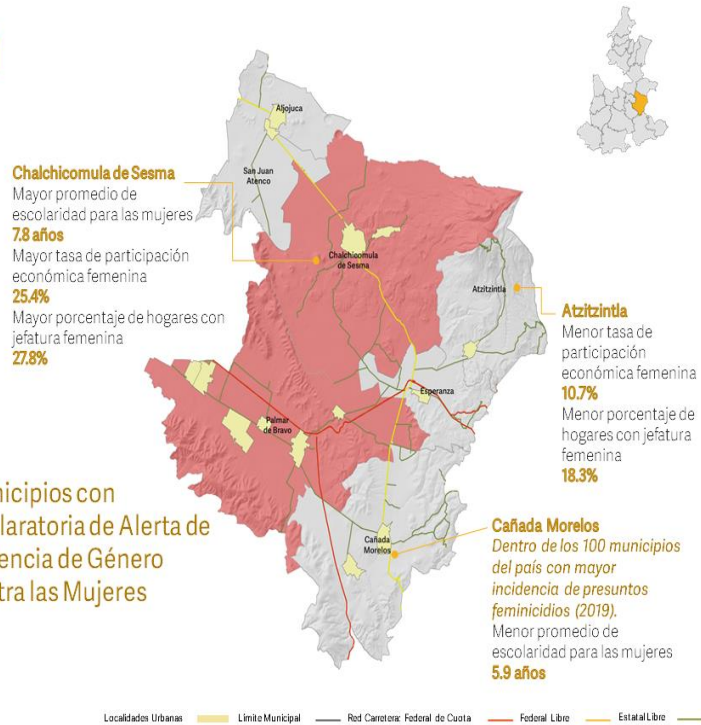 Aljojuca
San Juan
Atenco
Chalchicomula de Sesma
Mayor promedio de
escolaridad para las mujeres
7.8 años
Mayor tasa de participación
económica femenina
25.4%
Mayor porcentaje de hogares con
jefatura femenina
27.8%
Chalchicomula
de Sesma
Atzitzintla
Atzitzintla
Menor tasa de
participación
económica femenina
10.7%
Menor porcentaje de
hogares con jefatura
femenina
18.3%
Esperanza
Palmar
de Bravo
nicipios con
laratoria de Alerta de
encia de Género
tra las Mujeres
Cañada
Morelos
Cañada Morelos
Dentro de los 100 municipios
del país con mayor
incidencia de presuntos
feminicidios (2019).
Menor promedio de
escolaridad para las mujeres
5.9 años
Localidades Urbanas Limite Municipal Red Carretera: Federal de Cuota Federal Libre Estatal Libre